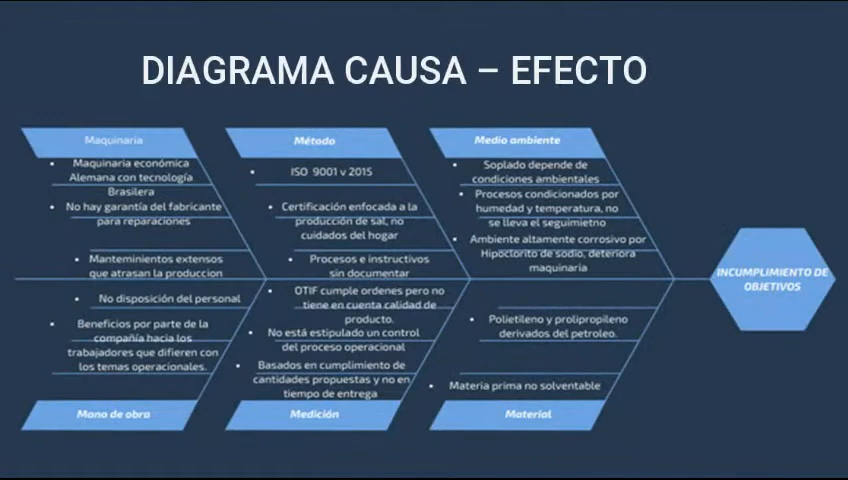 DIAGRAMA CAUSA – EFECTO
Maquinaria
• Maquinaria económica
Alemana con tecnología
Brasilera
• No hay garantía del fabricante
para reparaciones
• Manteminientos extensos
que atrasan la produccion
Método
• ISO 9001 v 2015
• Certificación enfocada a la
producción de sal, no
cuidados del hogar
• Procesos e instructivos
sin documentar
Medio ambiente
• Soplado depende de
condiciones ambientales
• Procesos condicionados por
humedad y temperatura, no
se lleva el seguimietno
• Ambiente altamente corrosivo por
Hipoclorito de sodio, deteriora
maquinaria
INCUMPLIMIENTO DE
OBJETIVOS
• No disposición del personal
• Beneficios por parte de la
compañía hacia los
trabajadores que difieren con
los temas operacionales.
Mano de obra
• OTIF cumple ordenes pero no
tiene en cuenta calidad de
producto.
• No está estipulado un control
del proceso operacional
• Basados en cumplimiento de
cantidades propuestas y no en
tiempo de entrega
Medición
• Polietileno y prolipropileno
derivados del petroleo.
• Materia prima no solventable
Material